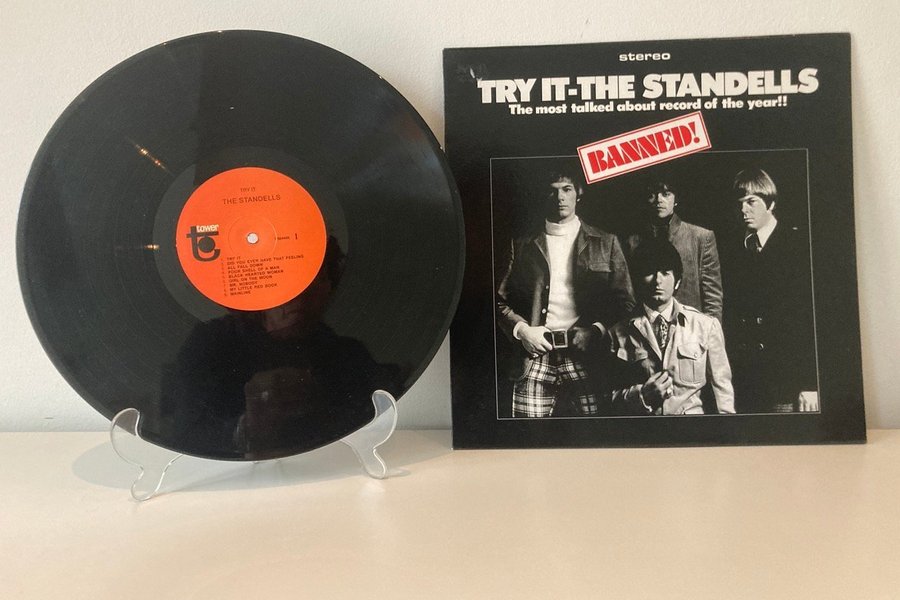 TRY IT
THE STANDELLS
tower
1
TRY IT
DID YOU EVER HAVE THAT FEELING
ALL FALL DOWN
POOR SHELL OF A MAN
BLACK HEARTED WOMAN
GIRL ON THE MOON
MR. NOBODY
MY LITTLE RED BOOK
MAINLINE
stereo
TRY IT-THE STANDELLS
The most talked about record of the year!!
BANNED!